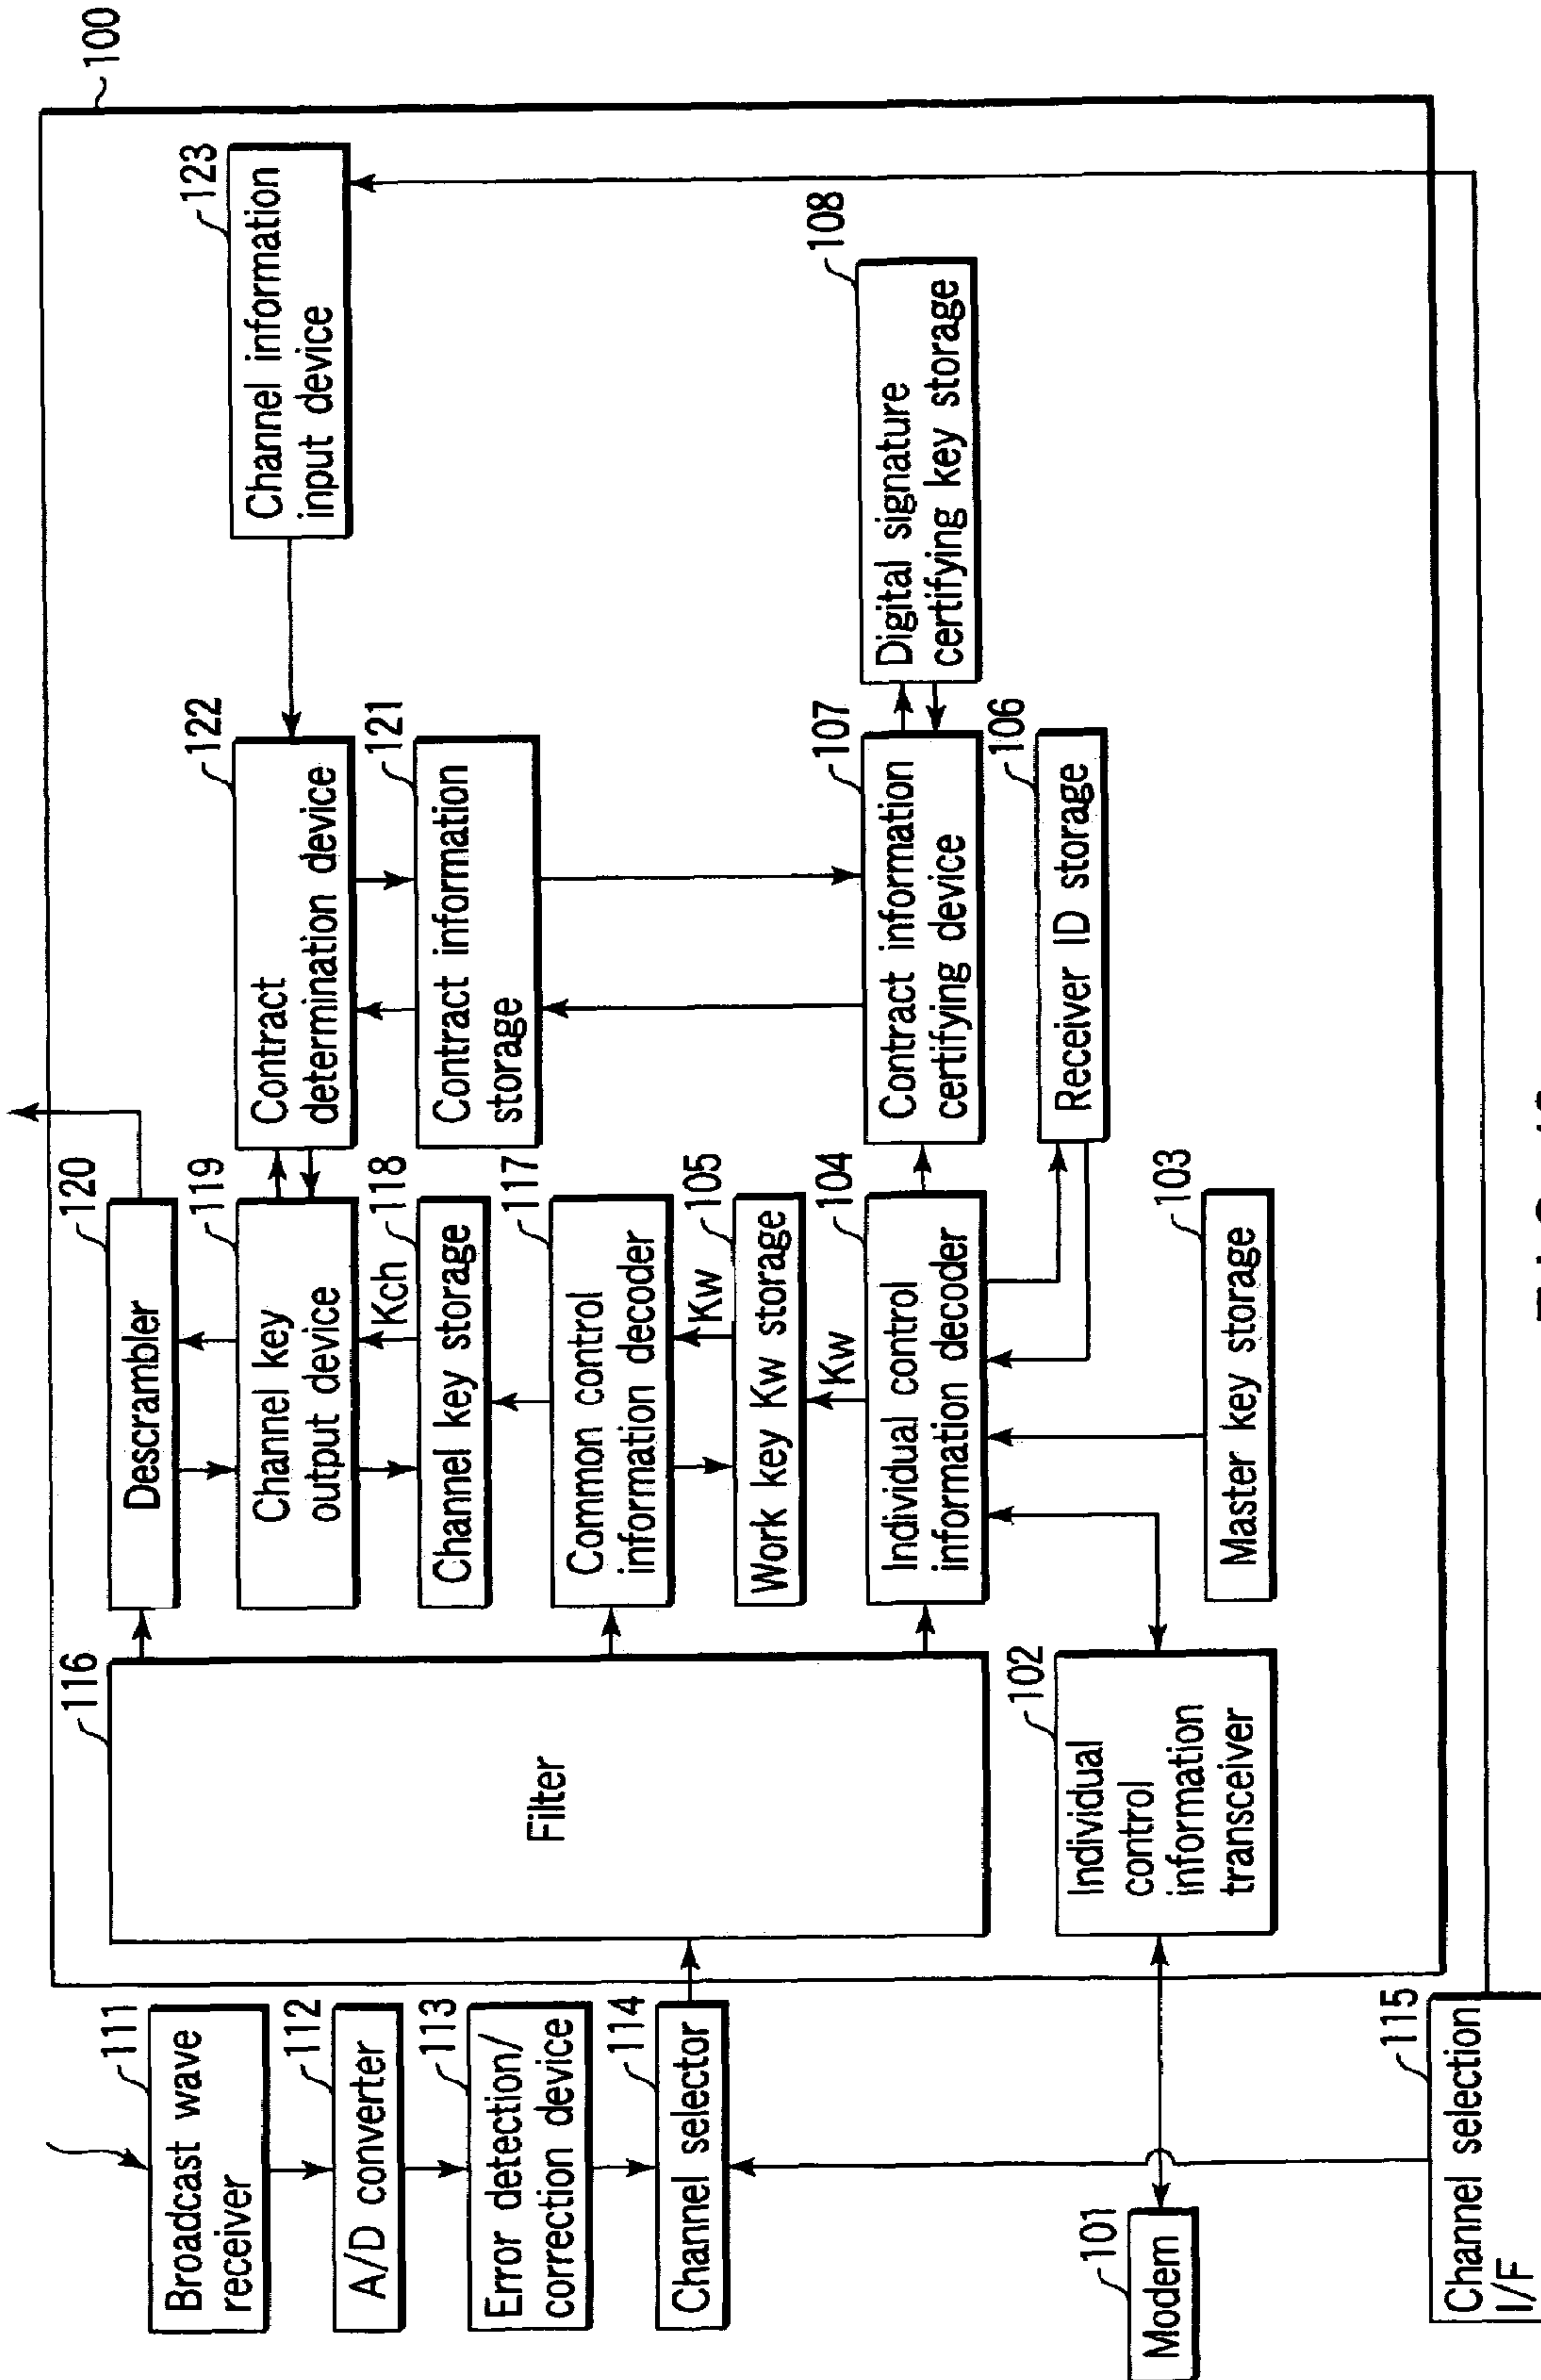 100
111
Broadcast wave
receiver
112
A/D converter
113
Error detection/
correction device
114
Channel selector
101
Modem
115
Channel selection
I/F
116
Filter
102
Individual
control
information
transceiver
120
Descrambler
119
Channel key
output device
Kch
118
Channel key storage
117
Common control
information decoder
Kw
105
Work key Kw storage
Kw
104
Individual control
information decoder
103
Master key storage
122
Contract
determination device
121
Contract information
storage
107
Contract information
certifying device
106
Receiver ID storage
123
Channel information
input device
108
Digital signature
certifying key storage